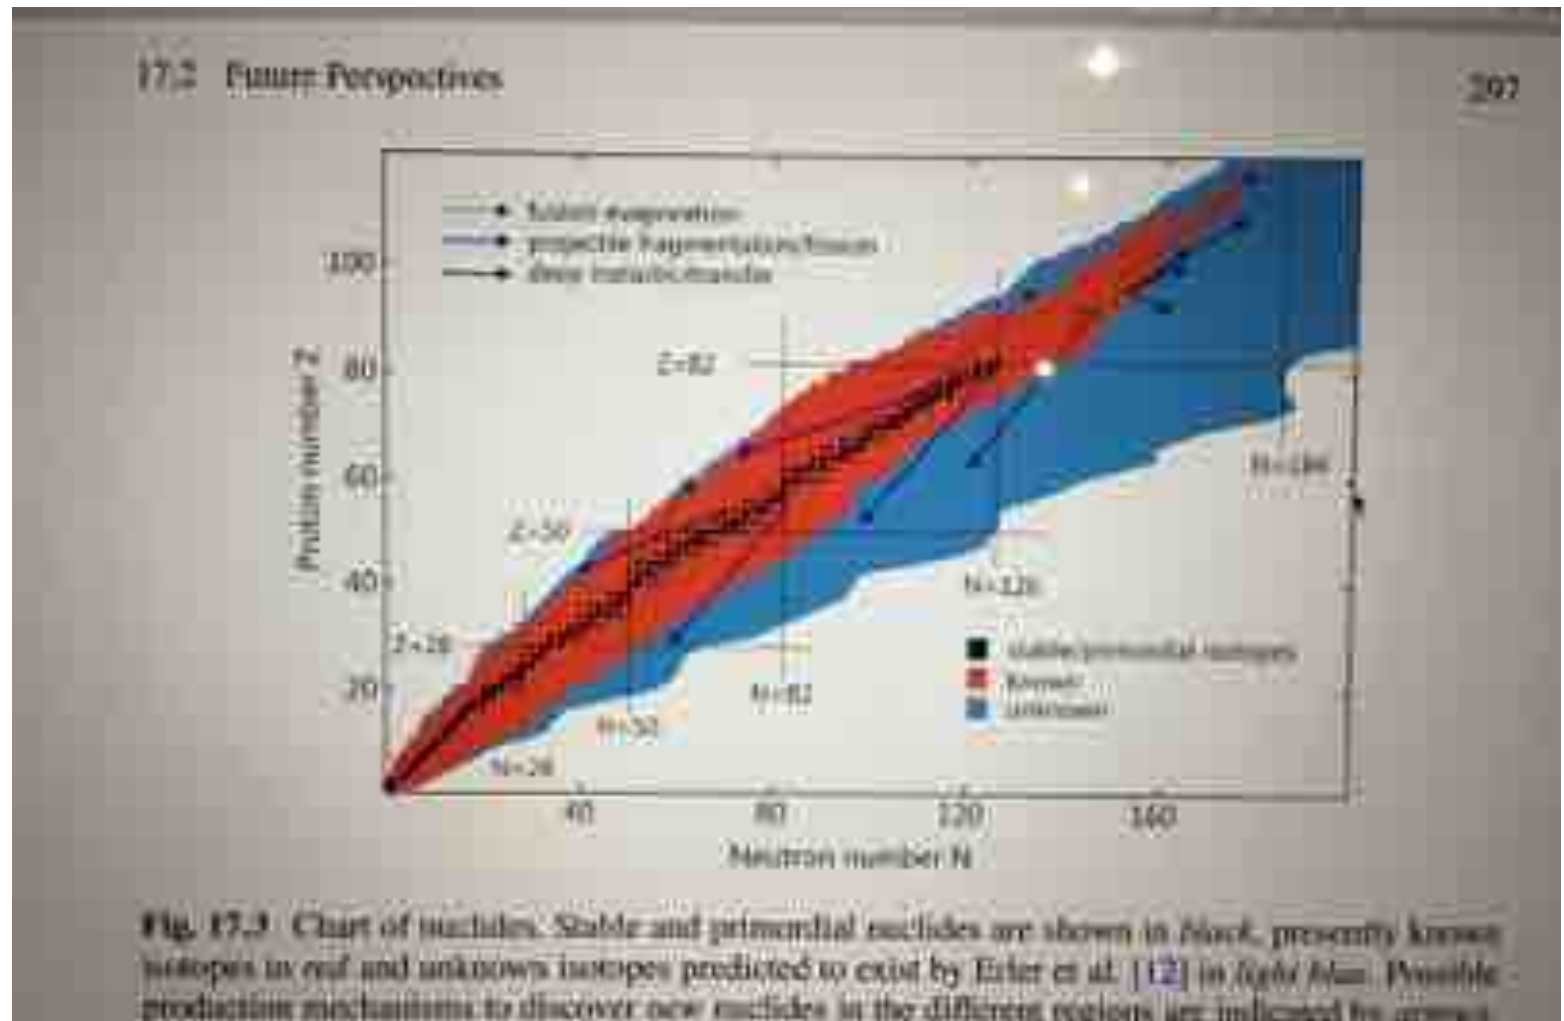 17.2 Future Perspectives
297
fusion evaporation
projectile fragmentation/fission
deep inelastic/transfer
100
80
60
40
20
Proton number Z
Z=82
Z=50
Z=28
N=184
N=126
N=82
N=50
N=28
stable/primordial isotopes
known
unknown
40
80
120
160
Neutron number N
Fig. 17.3 Chart of nuclides. Stable and primordial nuclides are shown in black, presently known
isotopes in red and unknown isotopes predicted to exist by Erler et al. [12] in light blue. Possible
production mechanisms to discover new nuclides in the different regions are indicated by arrows.